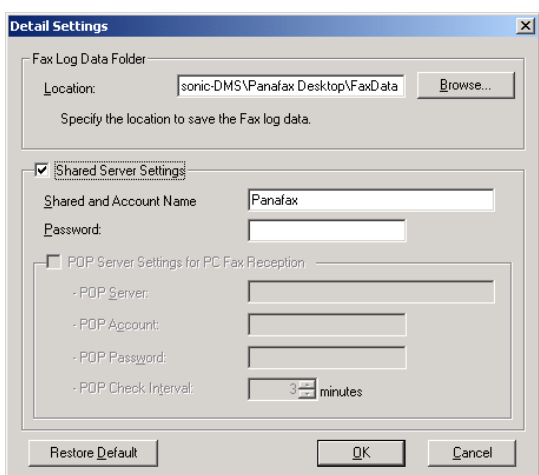 Detail Settings
Fax Log Data Folder
Location: sonic-DMS\Panafax Desktop\FaxData Browse...
Specify the location to save the Fax log data.
Shared Server Settings
Shared and Account Name Panafax
Password:
POP Server Settings for PC Fax Reception
- POP Server:
- POP Account:
- POP Password:
- POP Check Interval: 3 minutes
Restore Default OK Cancel